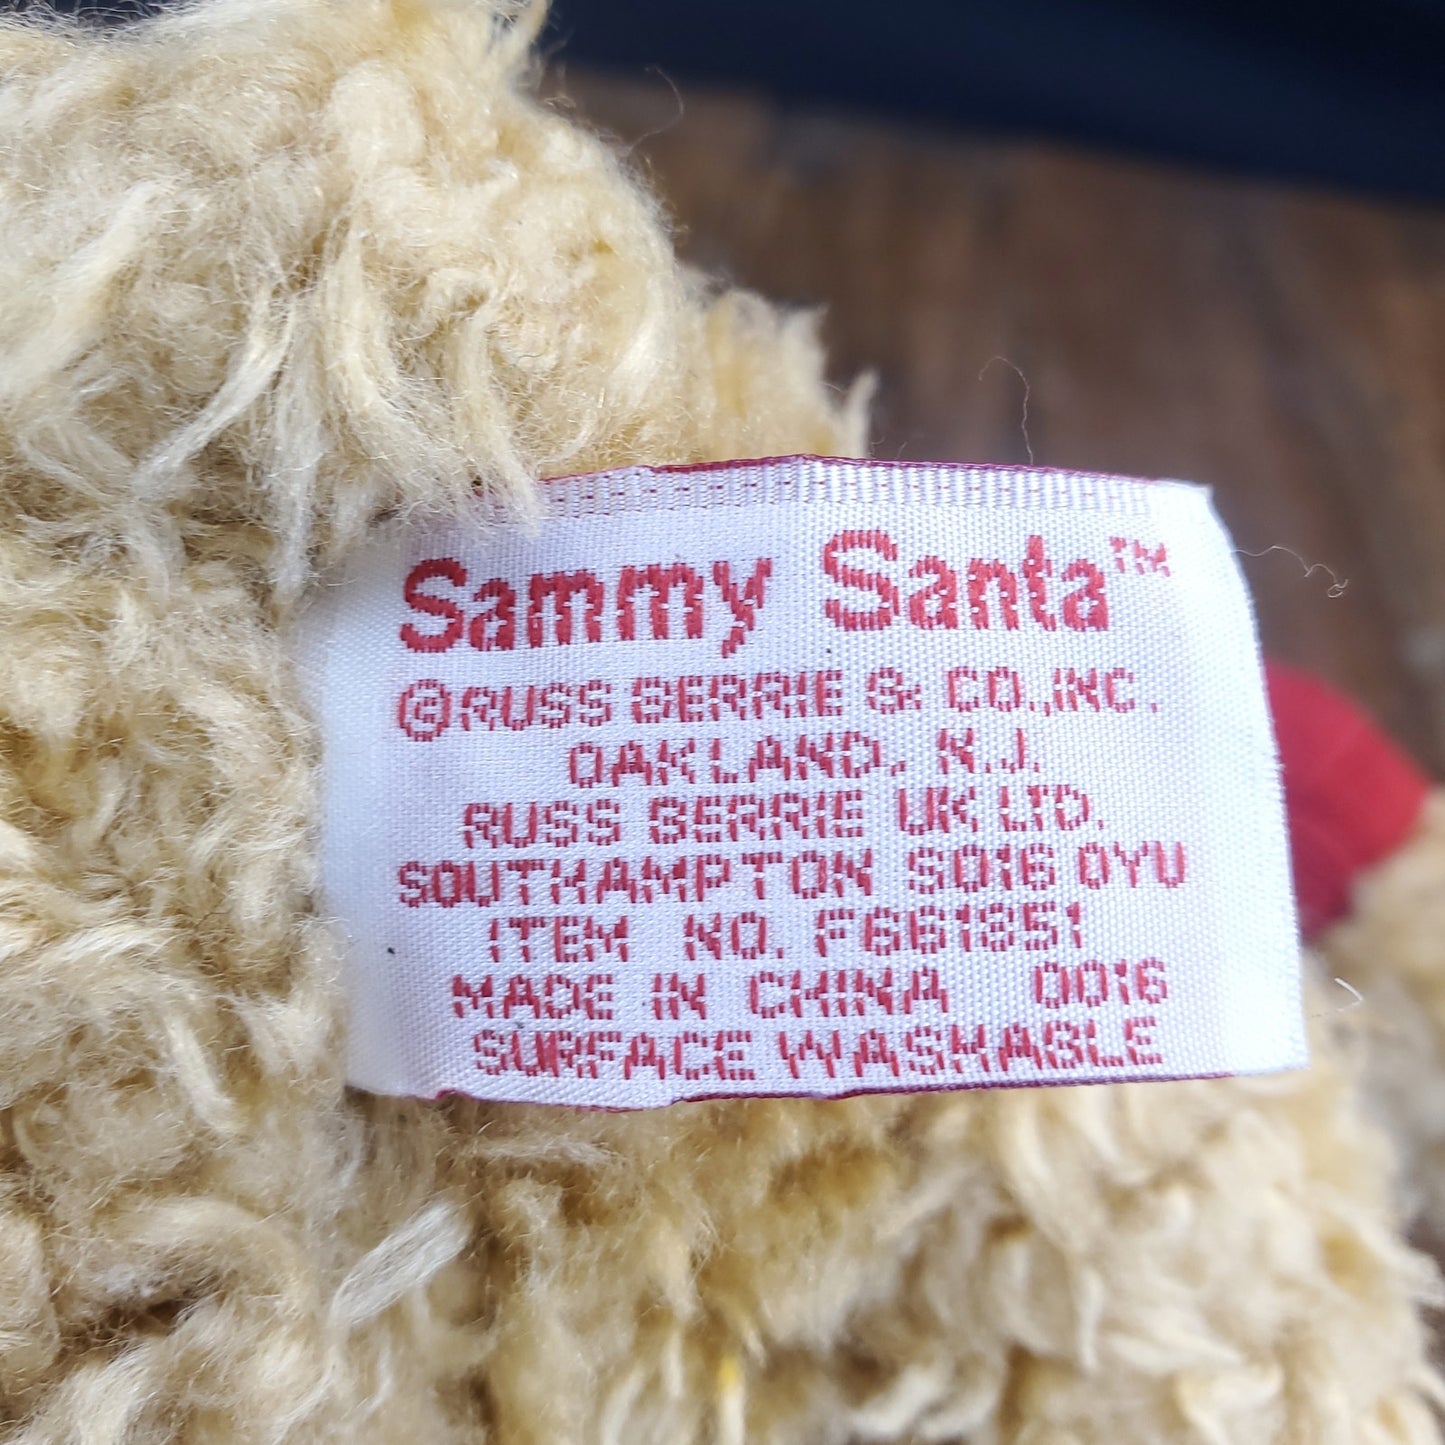 Sammy Santa™
©RUSS BERRIE & CO.,INC.
OAKLAND, N.J.
RUSS BERRIE UK LTD.
SOUTHAMPTON SO16 0YU
ITEM NO. F661351
MADE IN CHINA 0016
SURFACE WASHABLE